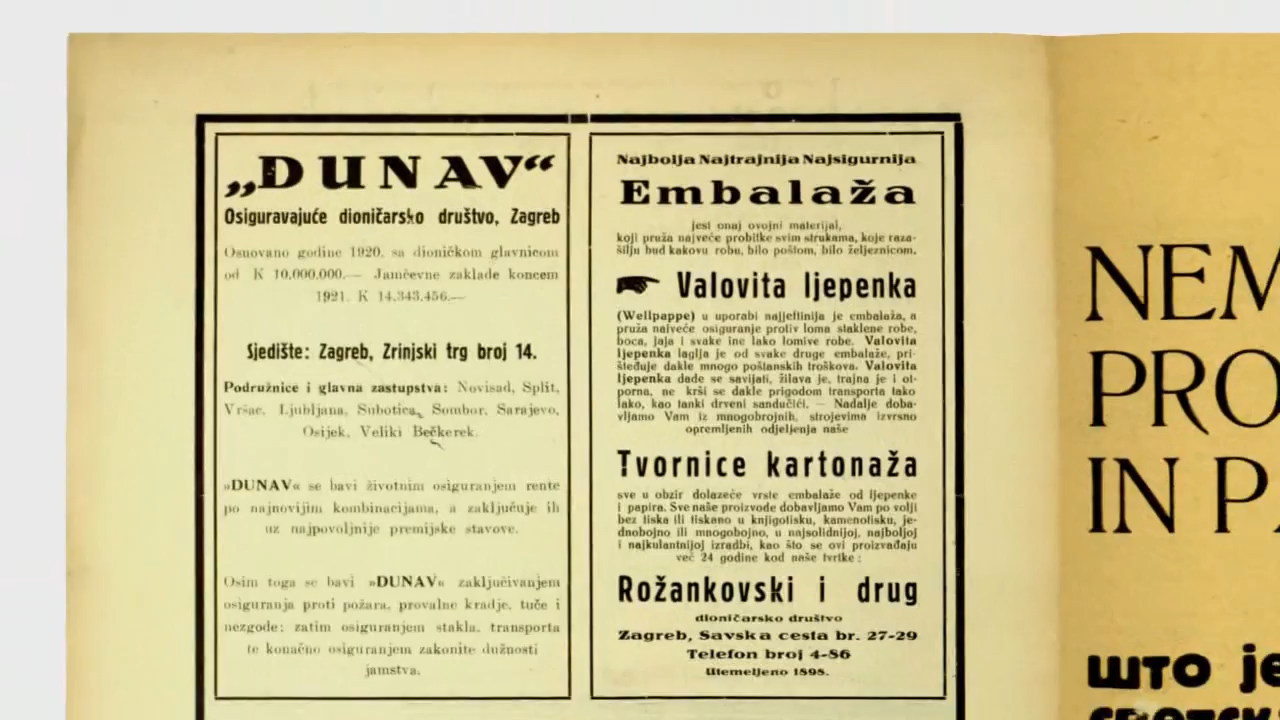 „DUNAV“
Osiguravajuće dioničarsko društvo, Zagreb
Osnovano godine 1920. sa dioničkom glavnicom
od K 10,000.000.— Jamčevne zaklade koncem
1921. K 14,343.456.—
Sjedište: Zagreb, Zrinjski trg broj 14.
Podružnice i glavna zastupstva: Novisad, Split,
Vršac, Ljubljana, Subotica, Sombor, Sarajevo,
Osijek, Veliki Bečkerek.
»DUNAV« se bavi životnim osiguranjem rente
po najnovijim kombinacijama, a zaključuje ih
uz najpovoljnije premijske stavove.
Osim toga se bavi »DUNAV« zaključivanjem
osiguranja proti požara, provalne kradje, tuče i
nezgode; zatim osiguranjem stakla, transporta
te konačno osiguranjem zakonite dužnosti
jamstva.
Najbolja Najtrajnija Najsigurnija
Embalaža
jest onaj ovojni materijal,
koji pruža najveće probitke svim strukama, koje raza-
šilju bud kakovu robu, bilo poštom, bilo željeznicom.
Valovita ljepenka
(Wellpappe) u uporabi najjeftinija je embalaža, a
pruža najveće osiguranje protiv loma staklene robe,
boca, jaja i svake ine lako lomive robe. Valovita
ljepenka laglja je od svake druge embalaže, pri-
šteđuje dakle mnogo poštanskih troškova. Valovita
ljepenka dade se savijati, žilava je, trajna je i ot-
porna, ne krši se dakle prigodom transporta tako
lako, kao tanki drveni sandučići. — Nadalje doba-
vljamo Vam iz mnogobrojnih, strojevima izvrsno
opremljenih odjeljenja naše
Tvornice kartonaža
sve u obzir dolazeće vrste embalaže od ljepenke
i papira. Sve naše proizvode dobavljamo Vam po volji
bez tiska ili tiskano u knjigotisku, kamenotisku, je-
dnobojno ili mnogobojno, u najsolidnijoj, najboljoj
i najkulantnijoj izradbi, kao što se ovi proizvađaju
već 24 godine kod naše tvrtke:
Rožankovski i drug
dioničarsko društvo
Zagreb, Savska cesta br. 27-29
Telefon broj 4-86
Utemeljeno 1898.
NEM
PRO
IN P
што је